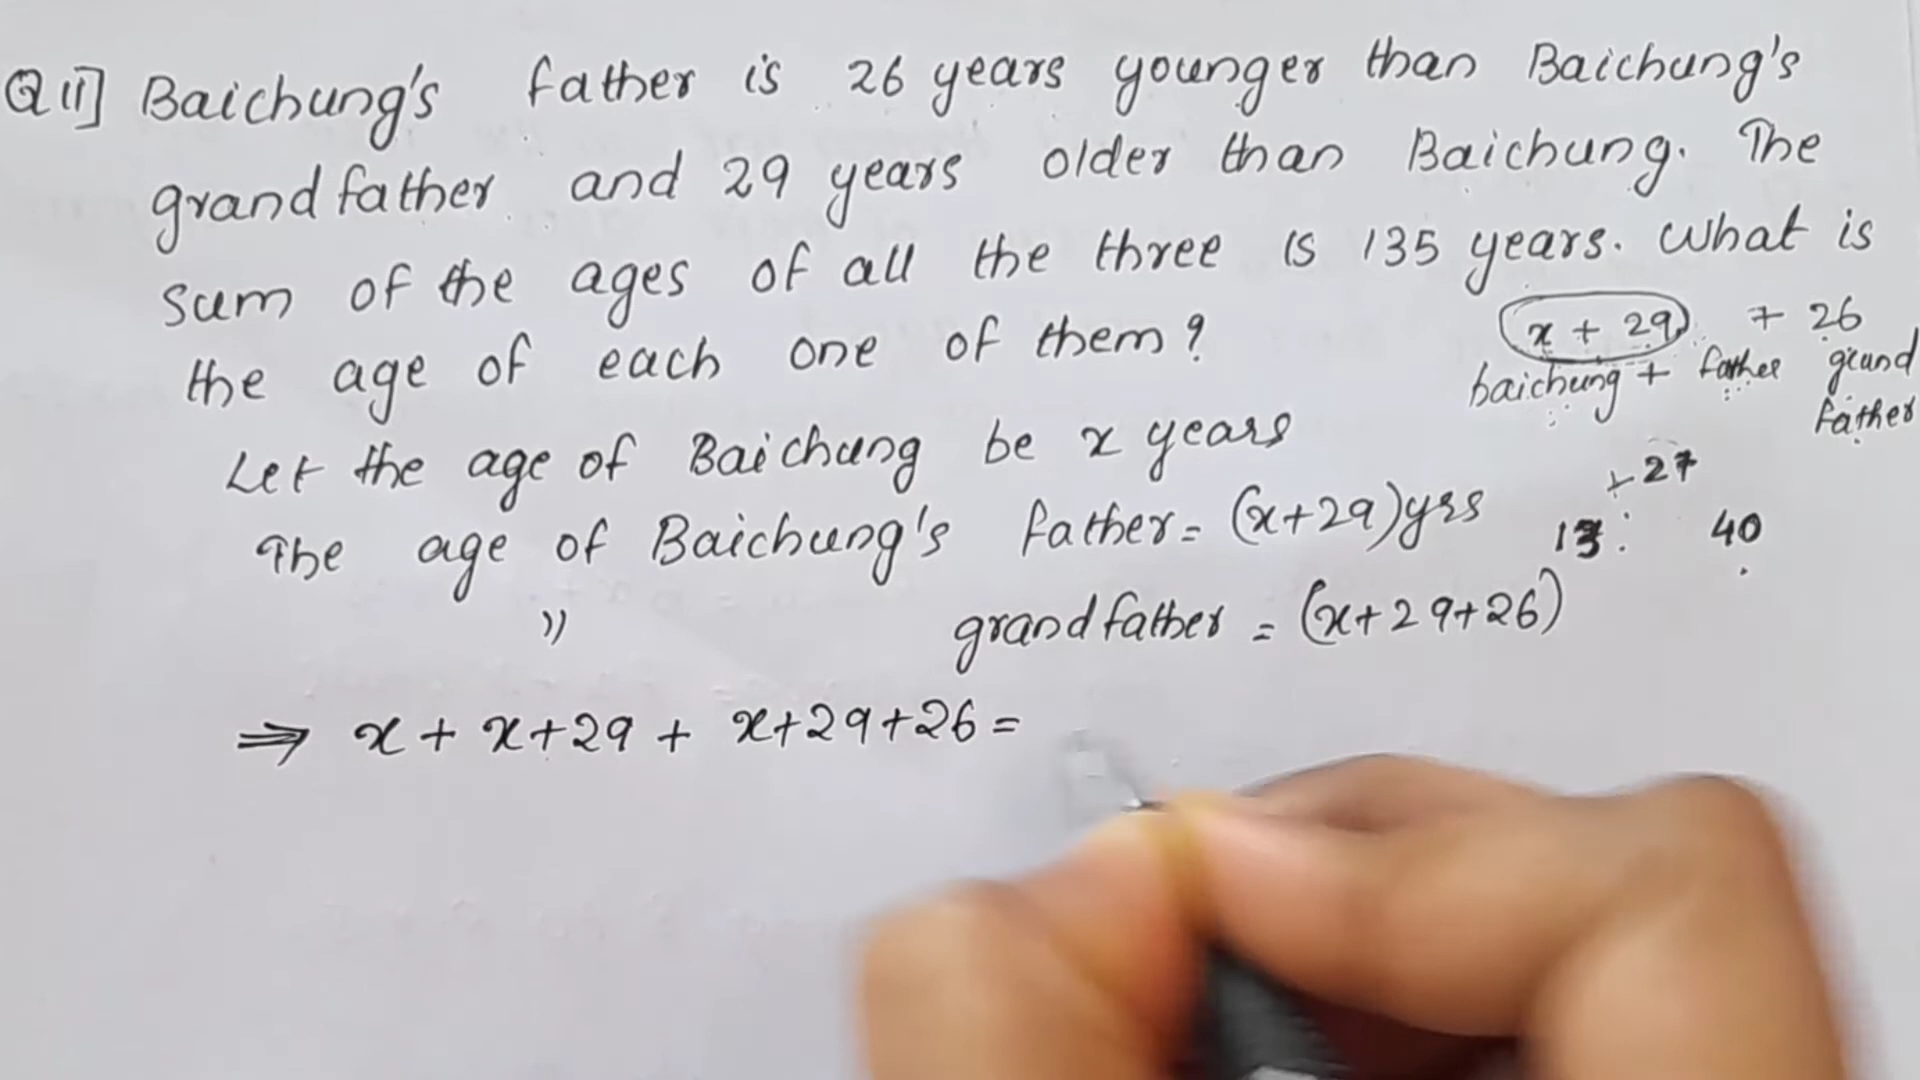 Q 11] Baichung's father is 26 years younger than Baichung's
grandfather and 29 years older than Baichung. The
sum of the ages of all the three is 135 years. What is
the age of each one of them?
x + 29 + 26
baichung + father grand
father
Let the age of Baichung be x years
The age of Baichung's father = (x+29)yrs
+27
13 40
" grandfather = (x+29+26)
⇒ x + x+29 + x+29+26 =